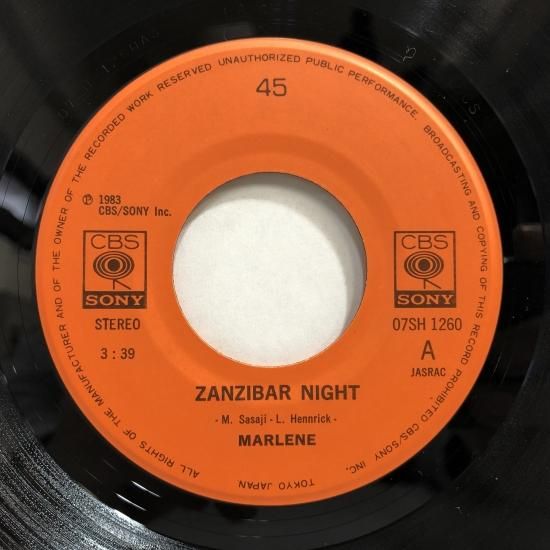 ALL RIGHTS OF THE MANUFACTURER AND OF THE OWNER OF THE RECORDED WORK RESERVED UNAUTHORIZED PUBLIC PERFORMANCE. BROADCASTING AND COPYING OF THIS RECORD PROHIBITED CBS/SONY INC.
TOKYO JAPAN
45
Ⓟ 1983
CBS/SONY Inc.
CBS
SONY
STEREO
3:39
CBS
SONY
07SH 1260
A
JASRAC
ZANZIBAR NIGHT
- M. Sasaji - L. Hennrick -
MARLENE